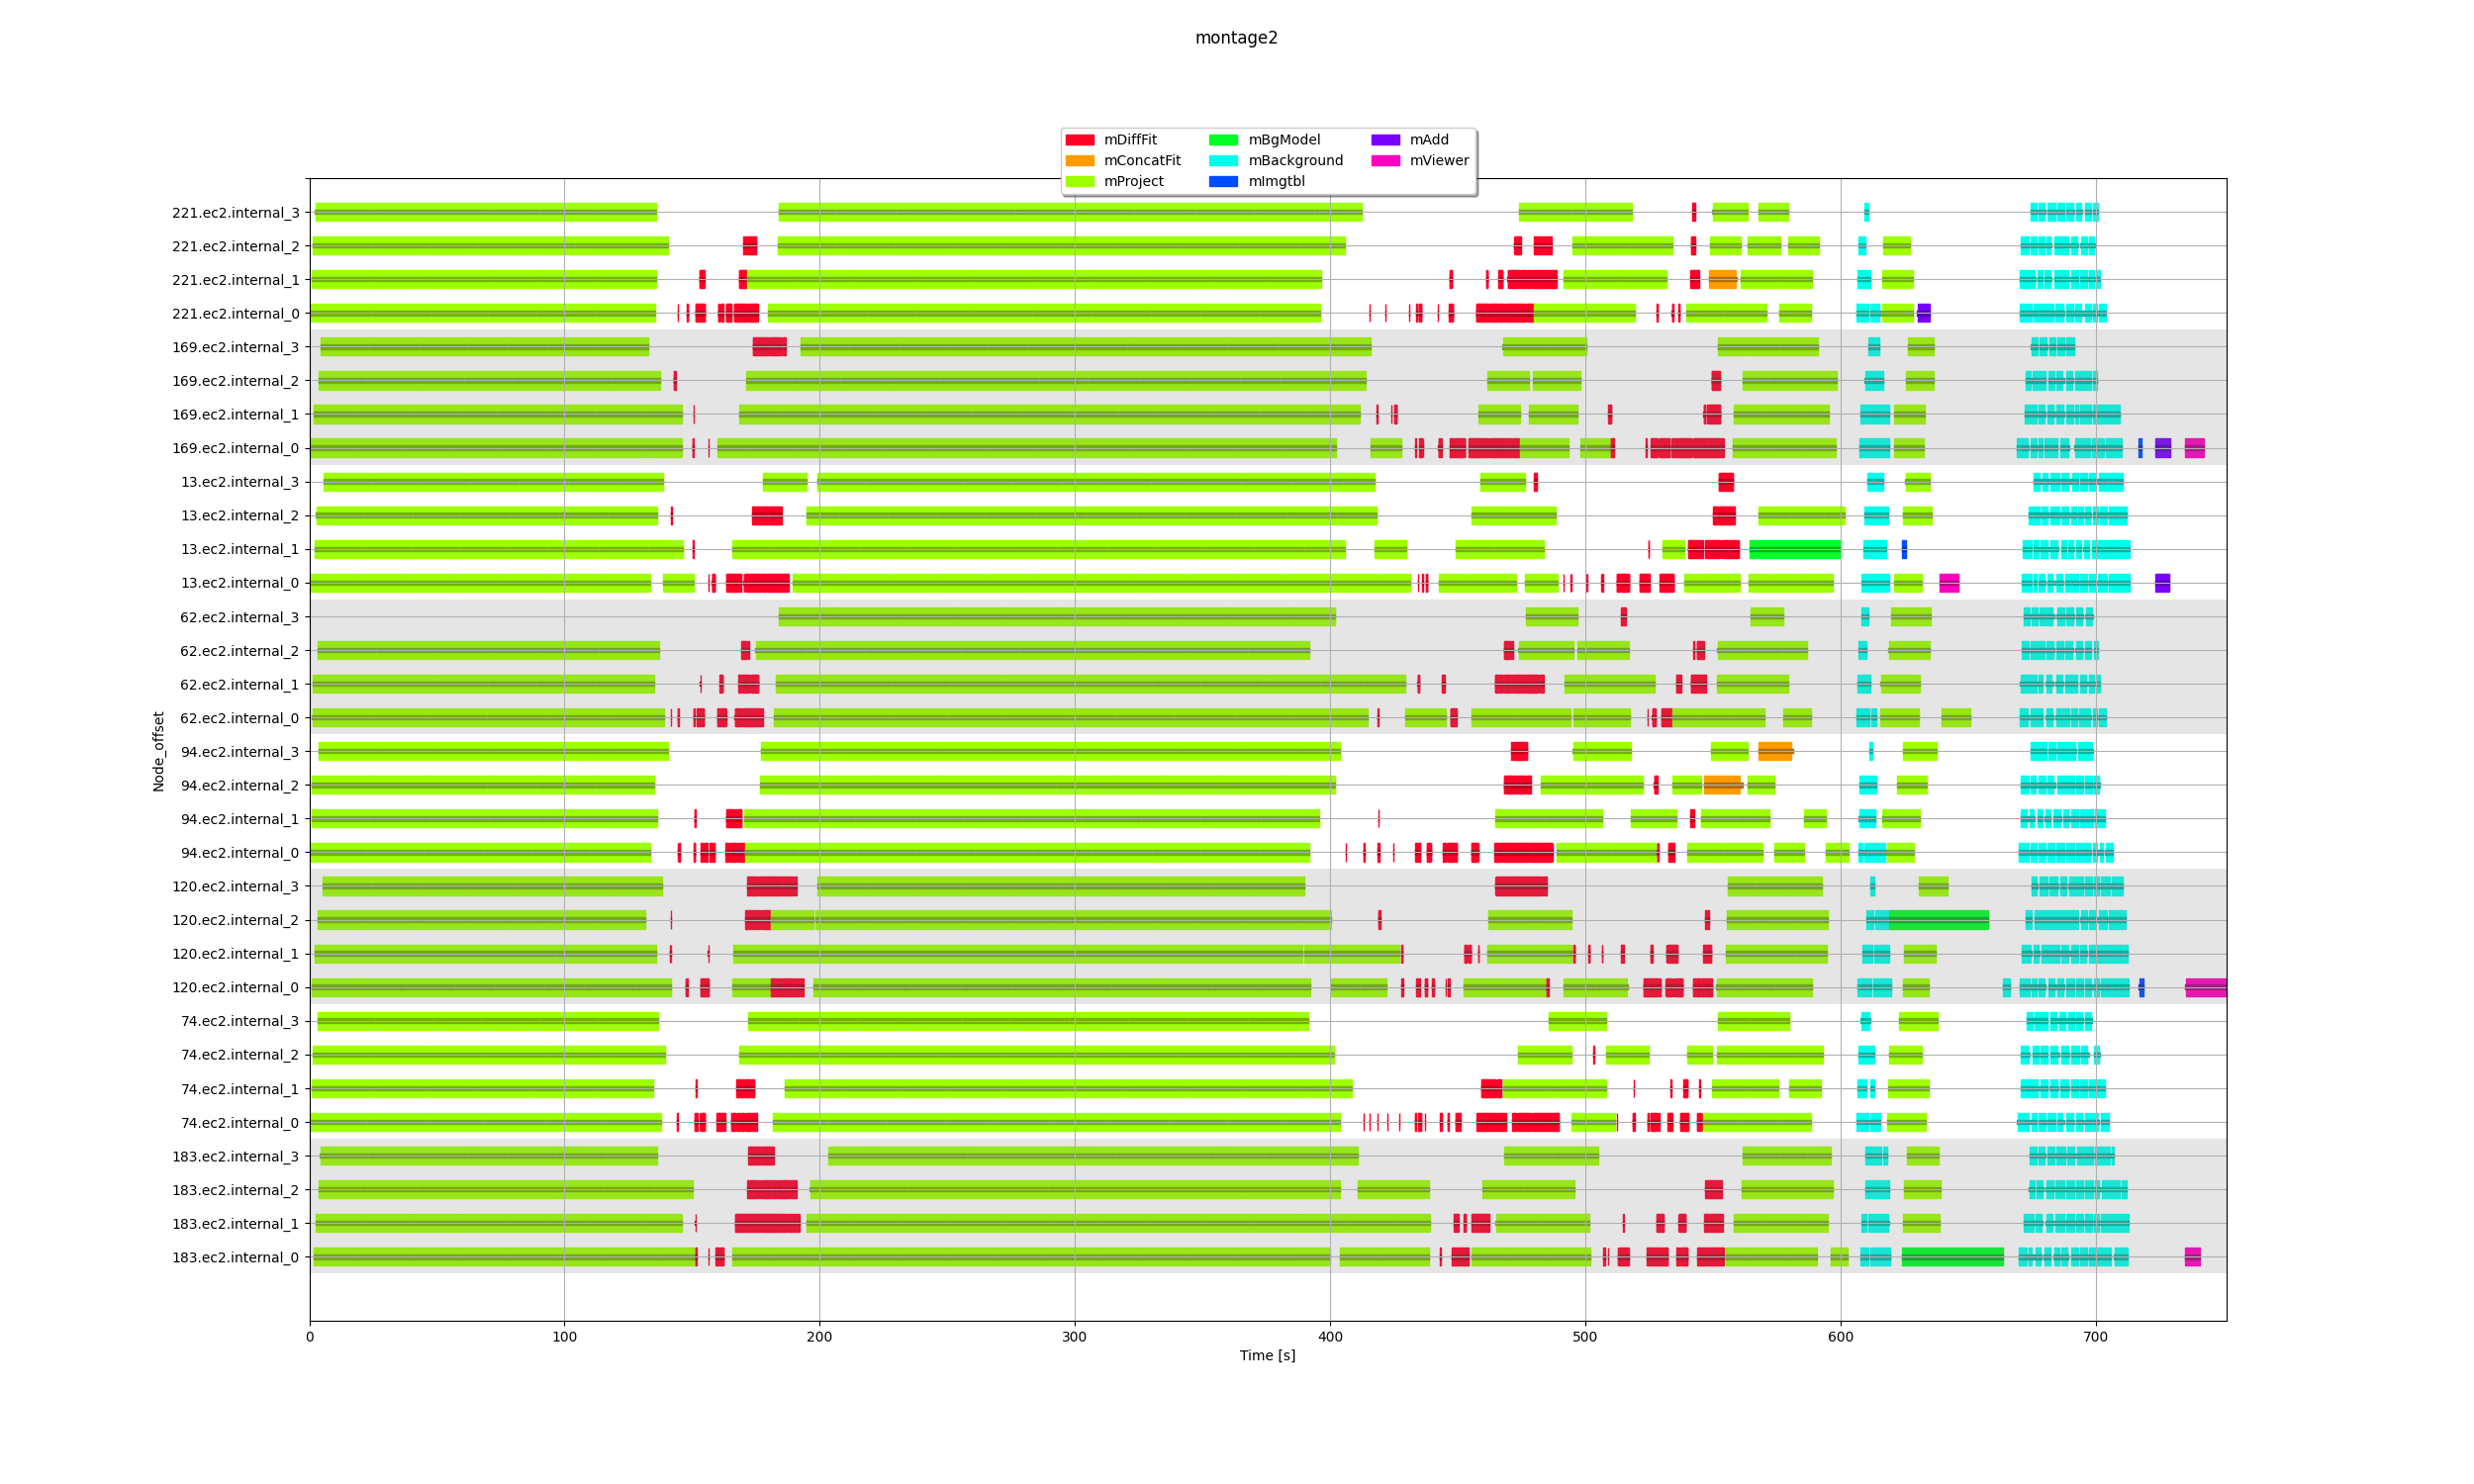 montage2
mDiffFit
mConcatFit
mProject
mBgModel
mBackground
mImgtbl
mAdd
mViewer
221.ec2.internal_3
221.ec2.internal_2
221.ec2.internal_1
221.ec2.internal_0
169.ec2.internal_3
169.ec2.internal_2
169.ec2.internal_1
169.ec2.internal_0
13.ec2.internal_3
13.ec2.internal_2
13.ec2.internal_1
13.ec2.internal_0
62.ec2.internal_3
62.ec2.internal_2
62.ec2.internal_1
62.ec2.internal_0
94.ec2.internal_3
94.ec2.internal_2
94.ec2.internal_1
94.ec2.internal_0
120.ec2.internal_3
120.ec2.internal_2
120.ec2.internal_1
120.ec2.internal_0
74.ec2.internal_3
74.ec2.internal_2
74.ec2.internal_1
74.ec2.internal_0
183.ec2.internal_3
183.ec2.internal_2
183.ec2.internal_1
183.ec2.internal_0
Node_offset
0 100 200 300 400 500 600 700
Time [s]